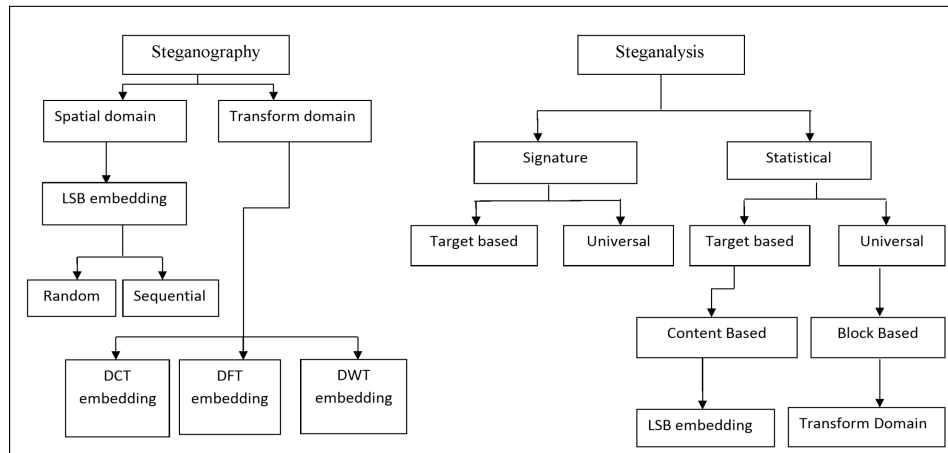 Steganography
Steganalysis
Spatial domain
Transform domain
Signature
Statistical
LSB embedding
Target based
Universal
Target based
Universal
Random
Sequential
Content Based
Block Based
DCT
embedding
DFT
embedding
DWT
embedding
LSB embedding
Transform Domain